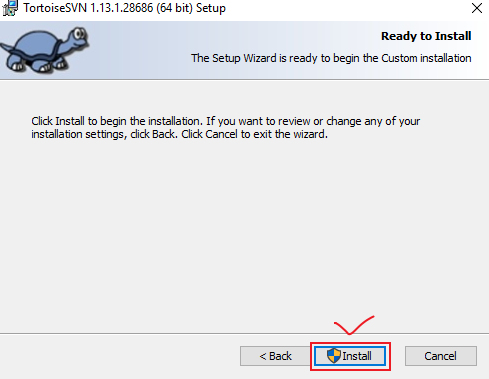 TortoiseSVN 1.13.1.28686 (64 bit) Setup
Ready to Install
The Setup Wizard is ready to begin the Custom installation
Click Install to begin the installation. If you want to review or change any of your
installation settings, click Back. Click Cancel to exit the wizard.
< Back Install Cancel